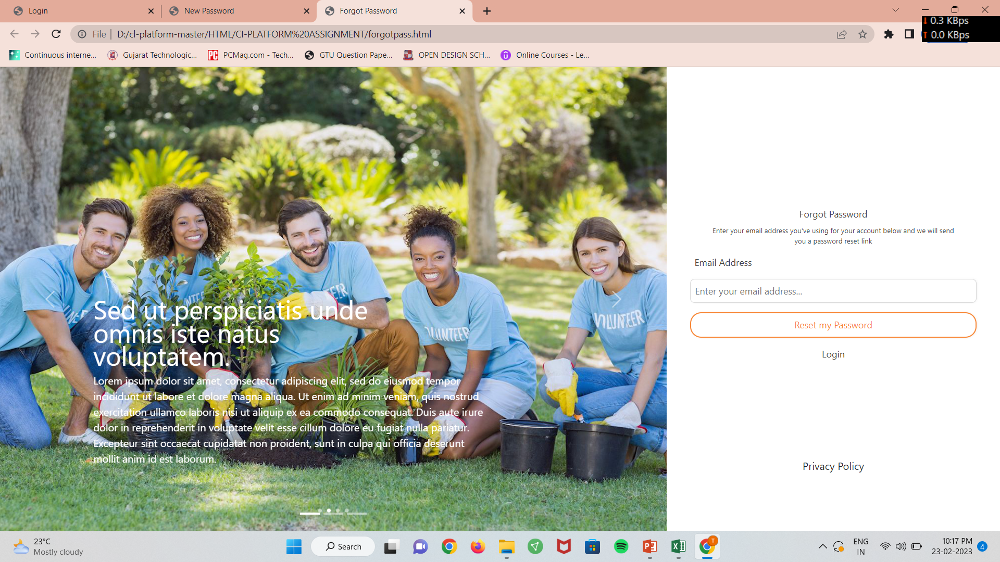 Login
New Password
Forgot Password
0.3 KBps
0.0 KBps
File
D:/cl-platform-master/HTML/CI-PLATFORM%20ASSIGNMENT/forgotpass.html
Continuous interne...
Gujarat Technologic...
PCMag.com - Tech...
GTU Question Pape...
OPEN DESIGN SCH...
Online Courses - Le...
VOLUNTEER
VOLUNTEER
Sed ut perspiciatis unde
omnis iste natus
voluptatem.
Lorem ipsum dolor sit amet, consectetur adipiscing elit, sed do eiusmod tempor
incididunt ut labore et dolore magna aliqua. Ut enim ad minim veniam, quis nostrud
exercitation ullamco laboris nisi ut aliquip ex ea commodo consequat. Duis aute irure
dolor in reprehenderit in voluptate velit esse cillum dolore eu fugiat nulla pariatur.
Excepteur sint occaecat cupidatat non proident, sunt in culpa qui officia deserunt
mollit anim id est laborum.
Forgot Password
Enter your email address you've using for your account below and we will send
you a password reset link
Email Address
Enter your email address...
Reset my Password
Login
Privacy Policy
23°C
Mostly cloudy
Search
T
ENG
IN
10:17 PM
23-02-2023
4